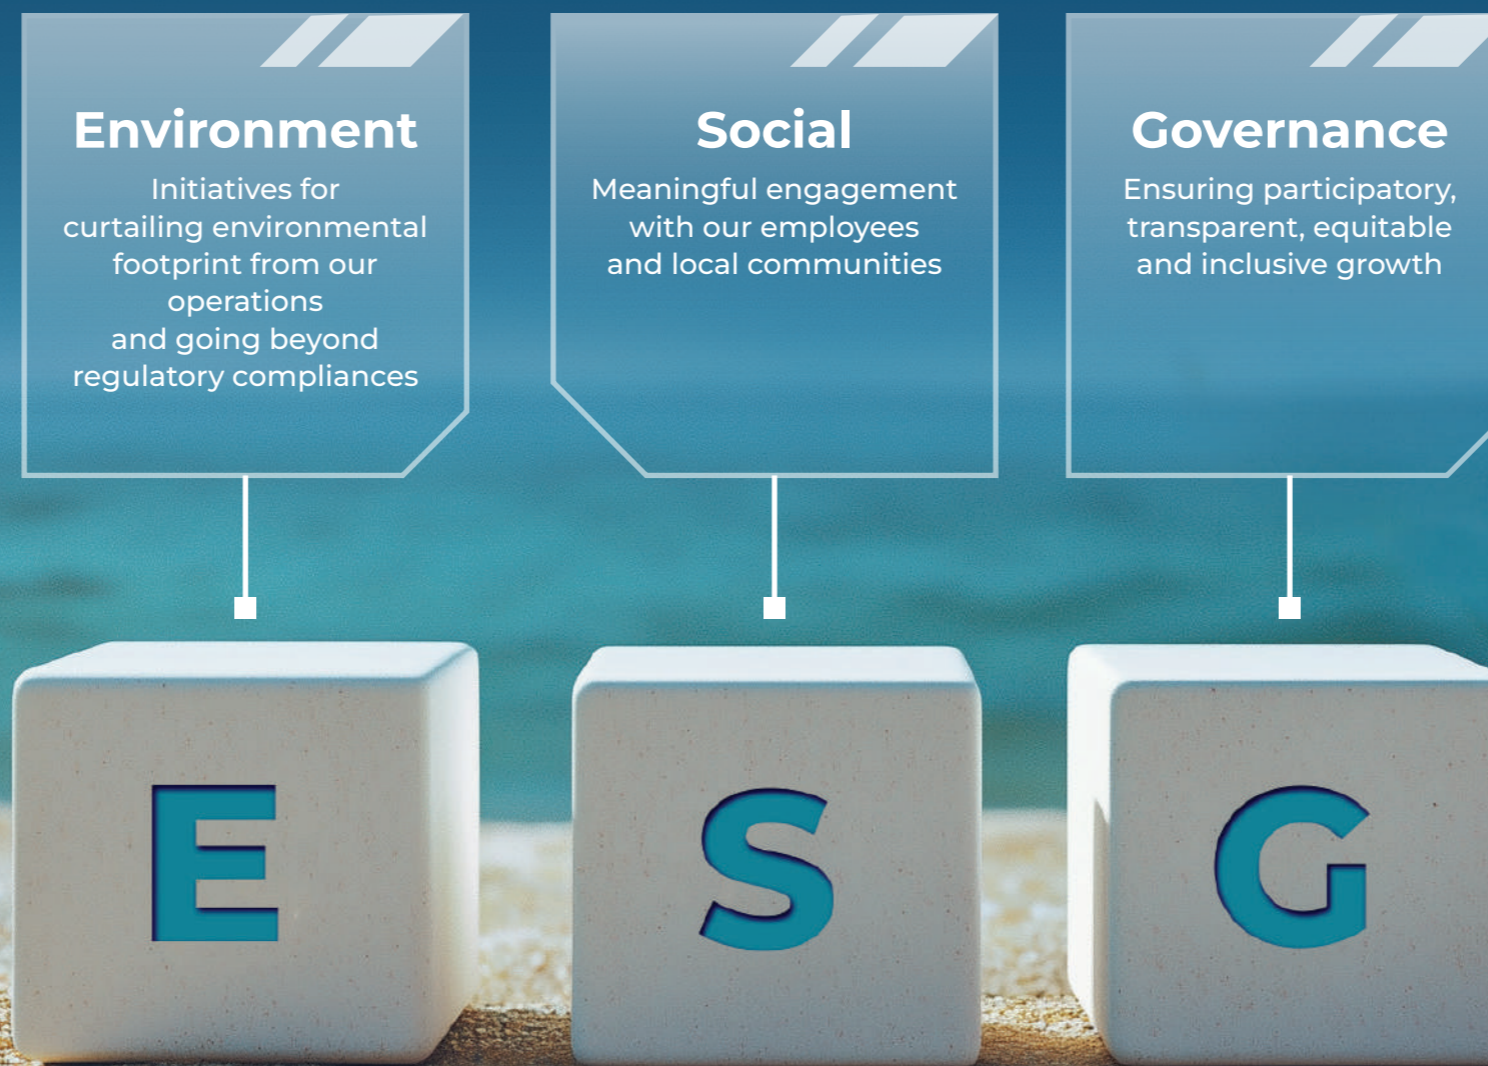 Environment
Initiatives for
curtailing environmental
footprint from our
operations
and going beyond
regulatory compliances
Social
Meaningful engagement
with our employees
and local communities
Governance
Ensuring participatory,
transparent, equitable
and inclusive growth
E
S
G